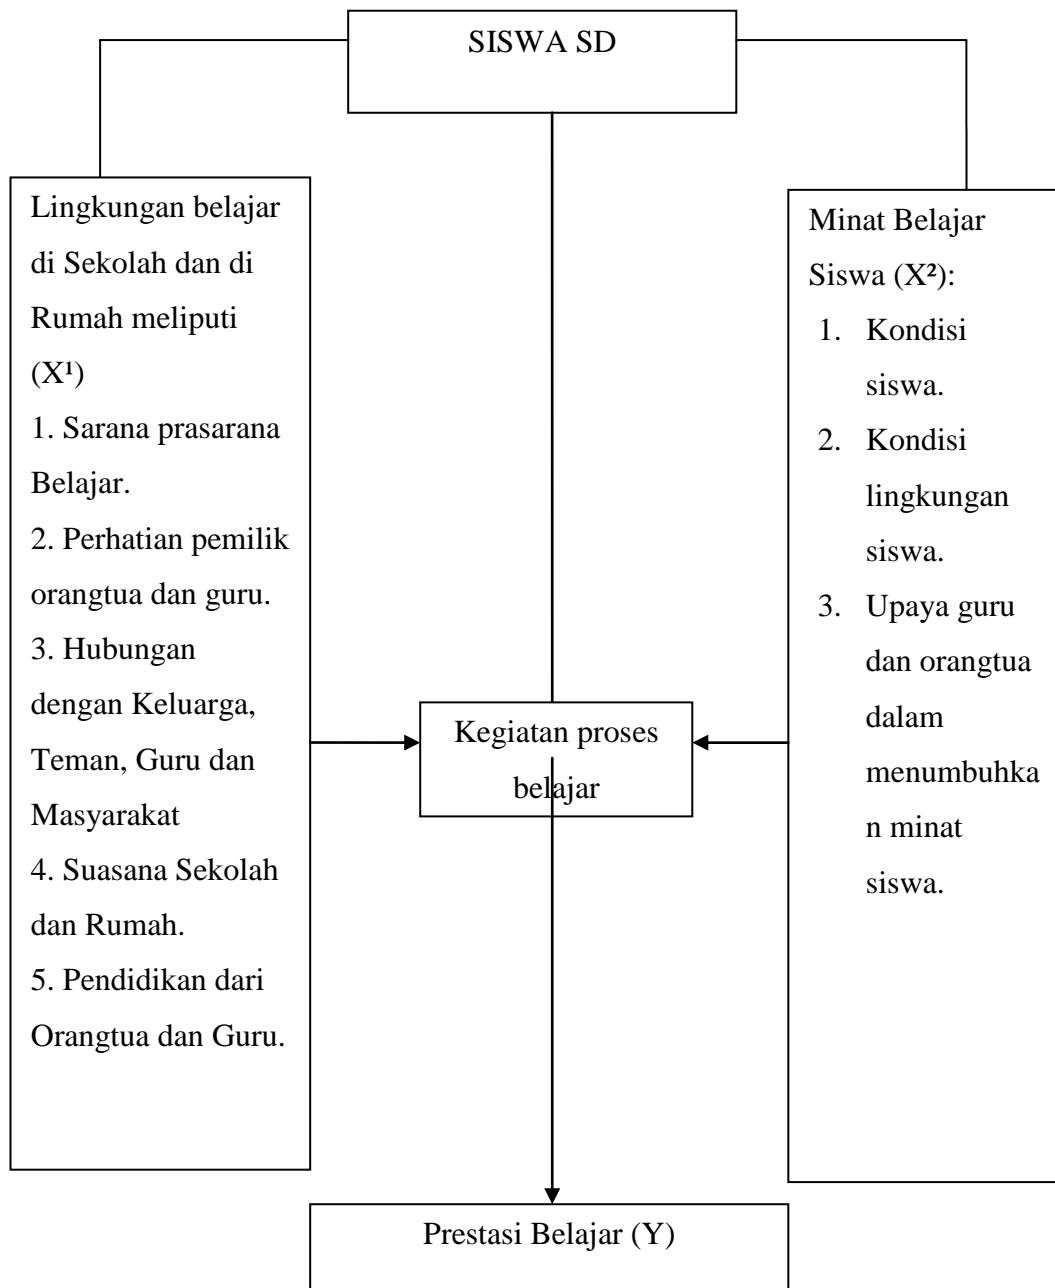 SISWA SD
Lingkungan belajar
di Sekolah dan di
Rumah meliputi
(X¹)
1. Sarana prasarana
Belajar.
2. Perhatian pemilik
orangtua dan guru.
3. Hubungan
dengan Keluarga,
Teman, Guru dan
Masyarakat
4. Suasana Sekolah
dan Rumah.
5. Pendidikan dari
Orangtua dan Guru.
Kegiatan proses
belajar
Minat Belajar
Siswa (X²):
1. Kondisi
siswa.
2. Kondisi
lingkungan
siswa.
3. Upaya guru
dan orangtua
dalam
menumbuhka
n minat
siswa.
Prestasi Belajar (Y)